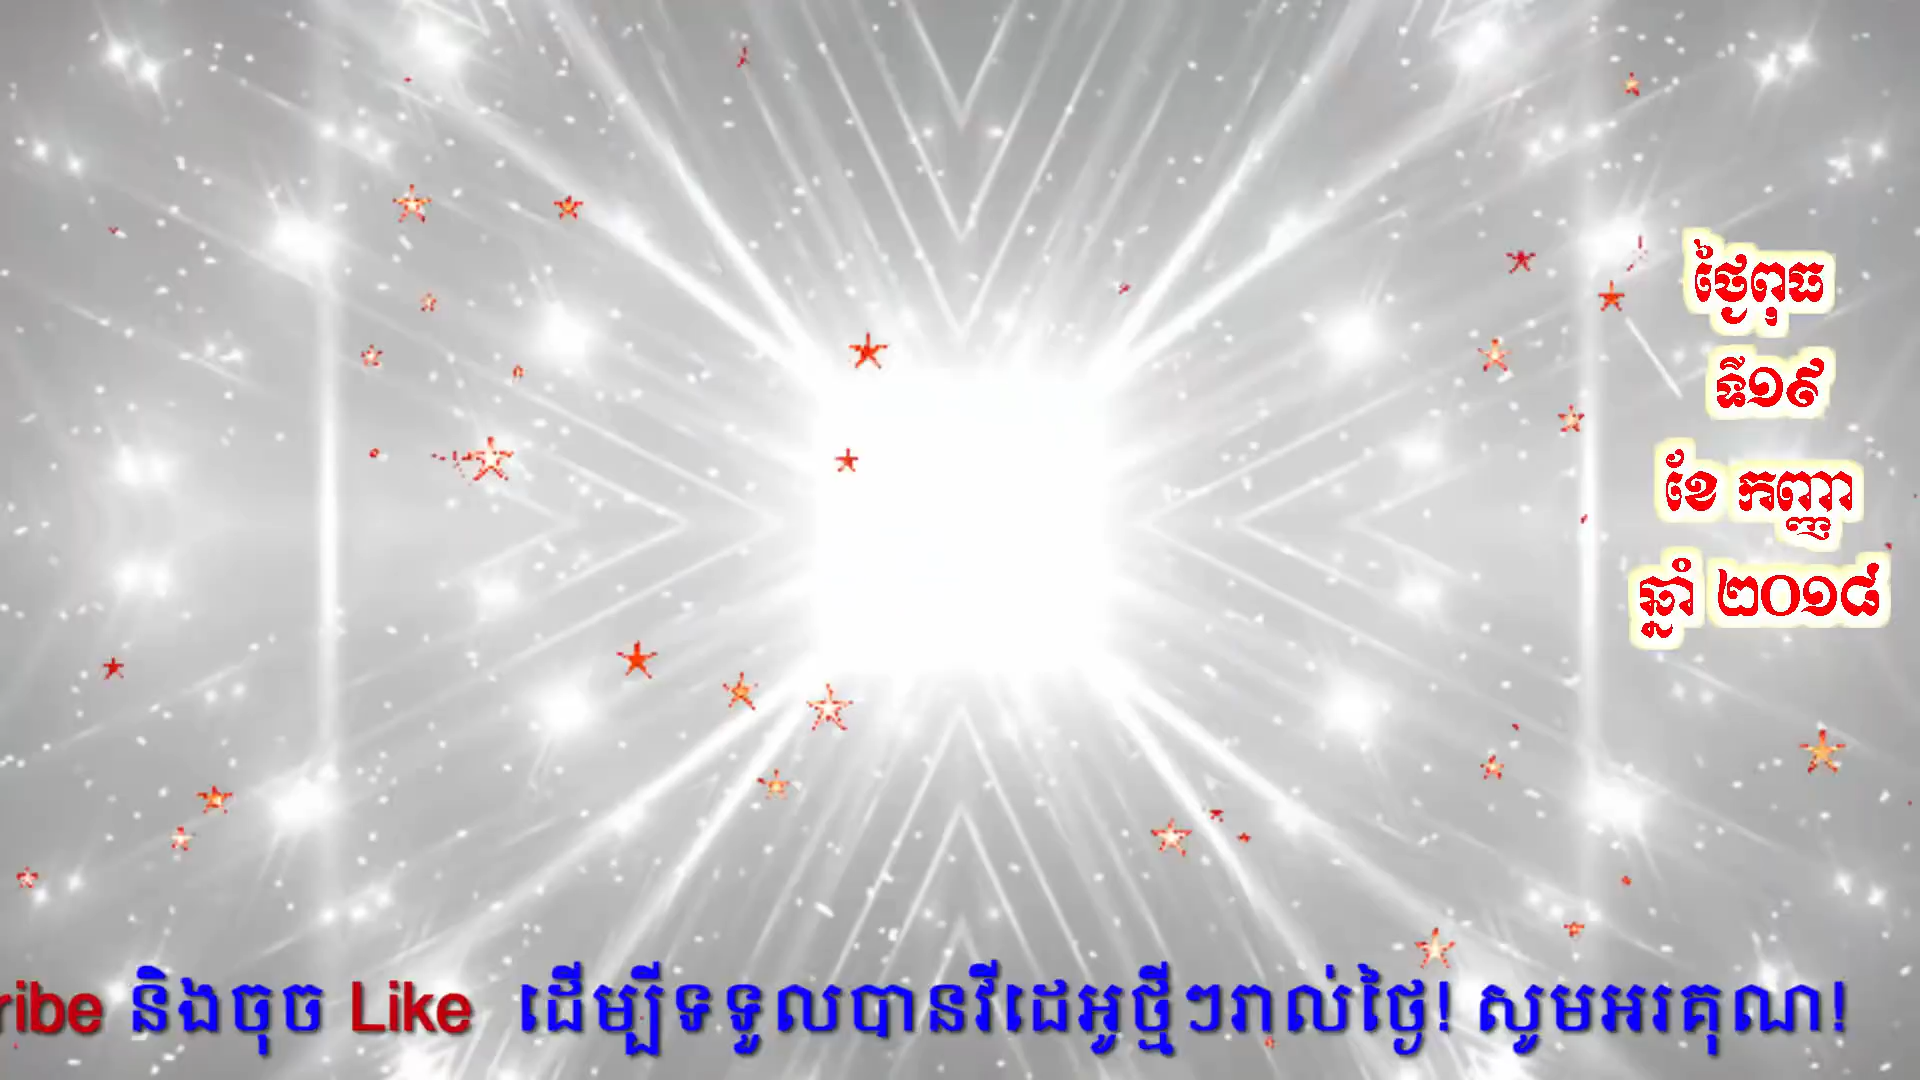 ថ្ងៃពុធ
ទី១៩
ខែ កញ្ញា
ឆ្នាំ ២០១៨
ribe និងចុច Like ដើម្បីទទួលបានវីដេអូថ្មីៗរាល់ថ្ងៃ! សូមអរគុណ!